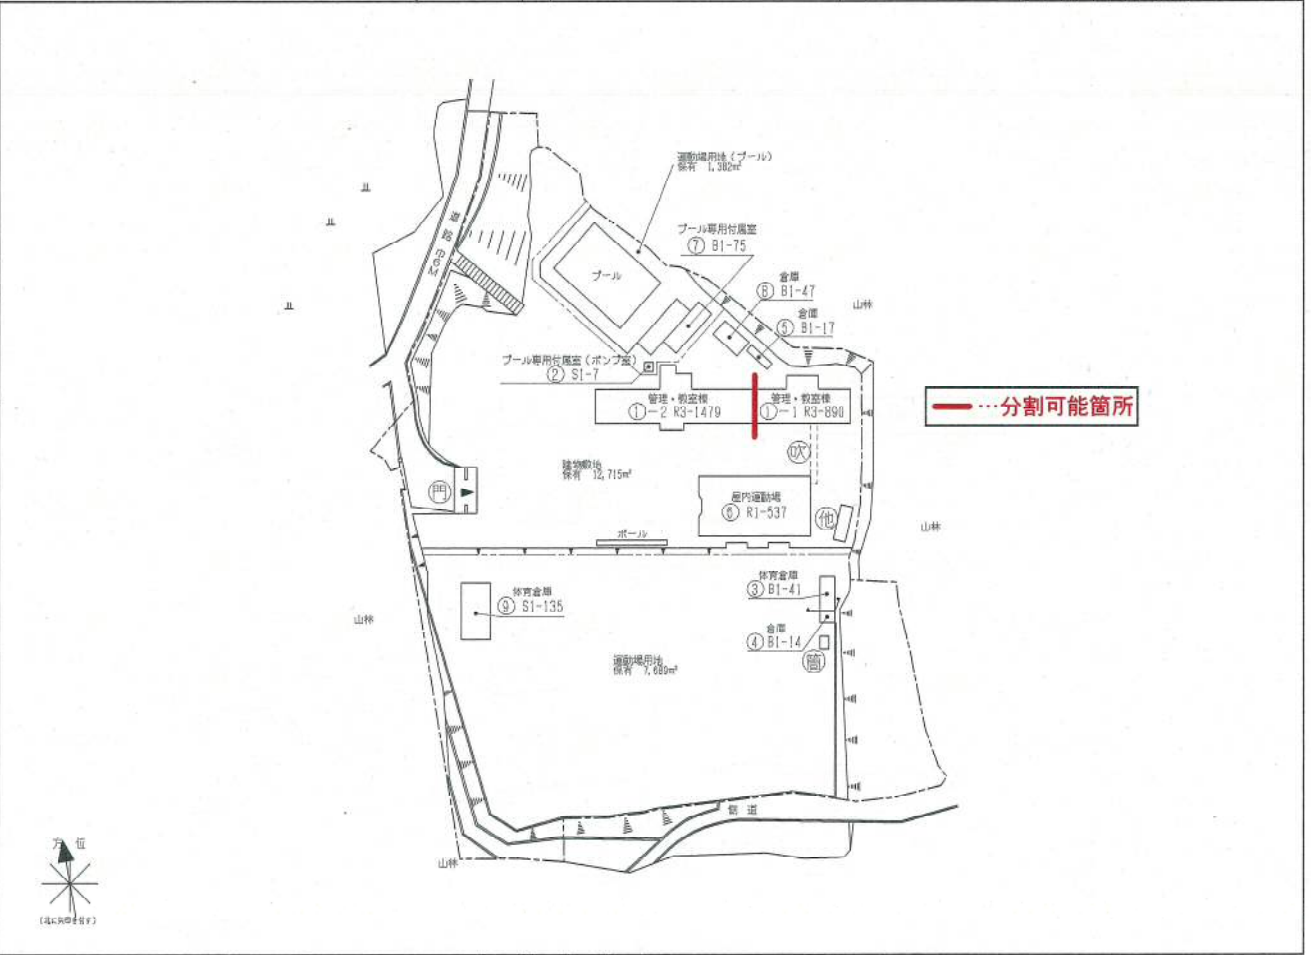 運動場用地(プール)
保有 1,382㎡
プール専用付属室
⑦ B1-75
プール
倉庫
⑧ B1-47
山林
倉庫
⑤ B1-17
道路巾6M
プール専用付属室(ポンプ室)
② S1-7
管理・教室棟
①-2 R3-1479
管理・教室棟
①-1 R3-890
…分割可能箇所
吹
建物敷地
保有 12,715㎡
門
屋内運動場
⑥ R1-537
他
山林
ポール
体育倉庫
⑨ S1-135
体育倉庫
③ B1-41
山林
倉庫
④ B1-14
運動場用地
保有 7,689㎡
山林
方位